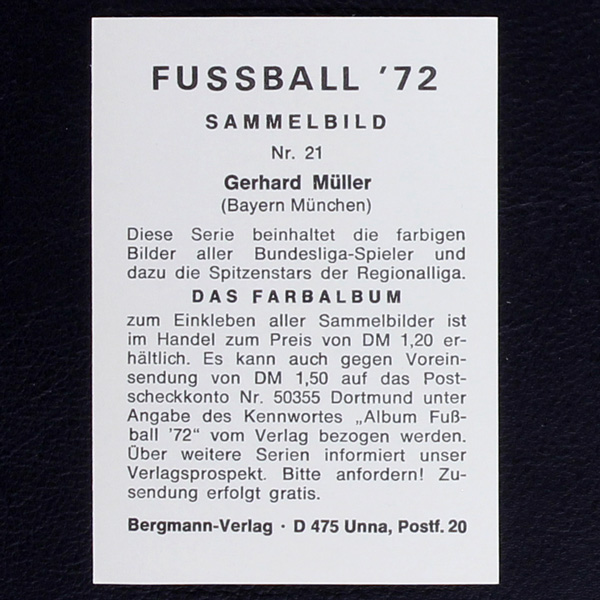 FUSSBALL '72
SAMMELBILD
Nr. 21
Gerhard Müller
(Bayern München)
Diese Serie beinhaltet die farbigen
Bilder aller Bundesliga-Spieler und
dazu die Spitzenstars der Regionalliga.
DAS FARBALBUM
zum Einkleben aller Sammelbilder ist
im Handel zum Preis von DM 1,20 er-
hältlich. Es kann auch gegen Vorein-
sendung von DM 1,50 auf das Post-
scheckkonto Nr. 50355 Dortmund unter
Angabe des Kennwortes „Album Fuß-
ball '72“ vom Verlag bezogen werden.
Über weitere Serien informiert unser
Verlagsprospekt. Bitte anfordern! Zu-
sendung erfolgt gratis.
Bergmann-Verlag · D 475 Unna, Postf. 20